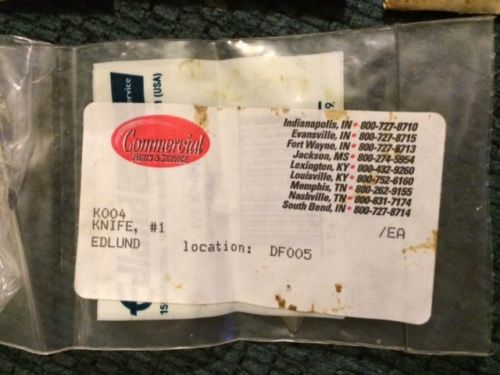 Commercial
PARTS & SERVICE
Indianapolis, IN • 800-727-8710
Evansville, IN • 800-727-8715
Fort Wayne, IN • 800-727-8713
Jackson, MS • 800-274-5954
Lexington, KY • 800-432-9260
Louisville, KY • 800-752-6160
Memphis, TN • 800-262-9155
Nashville, TN • 800-831-7174
South Bend, IN • 800-727-8714
K004
KNIFE, #1
EDLUND
location: DF005
/EA
(USA)